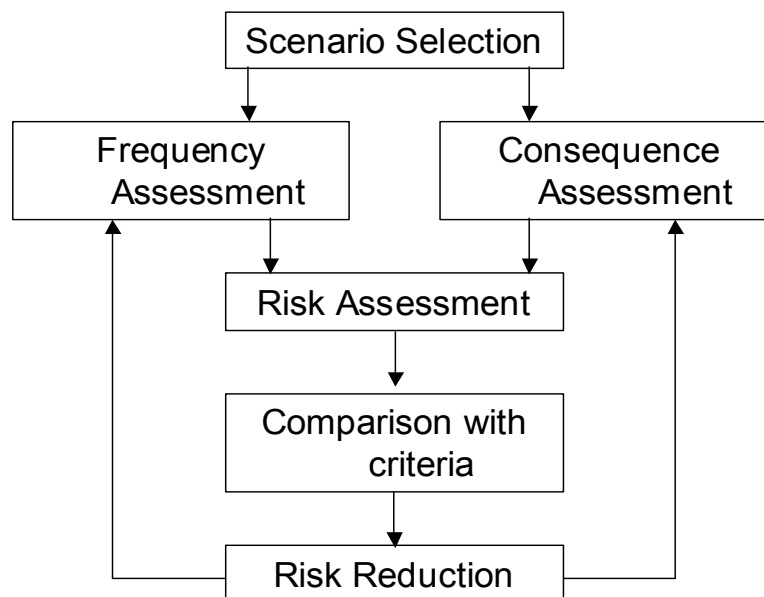 Scenario Selection
Frequency
Assessment
Consequence
Assessment
Risk Assessment
Comparison with
criteria
Risk Reduction